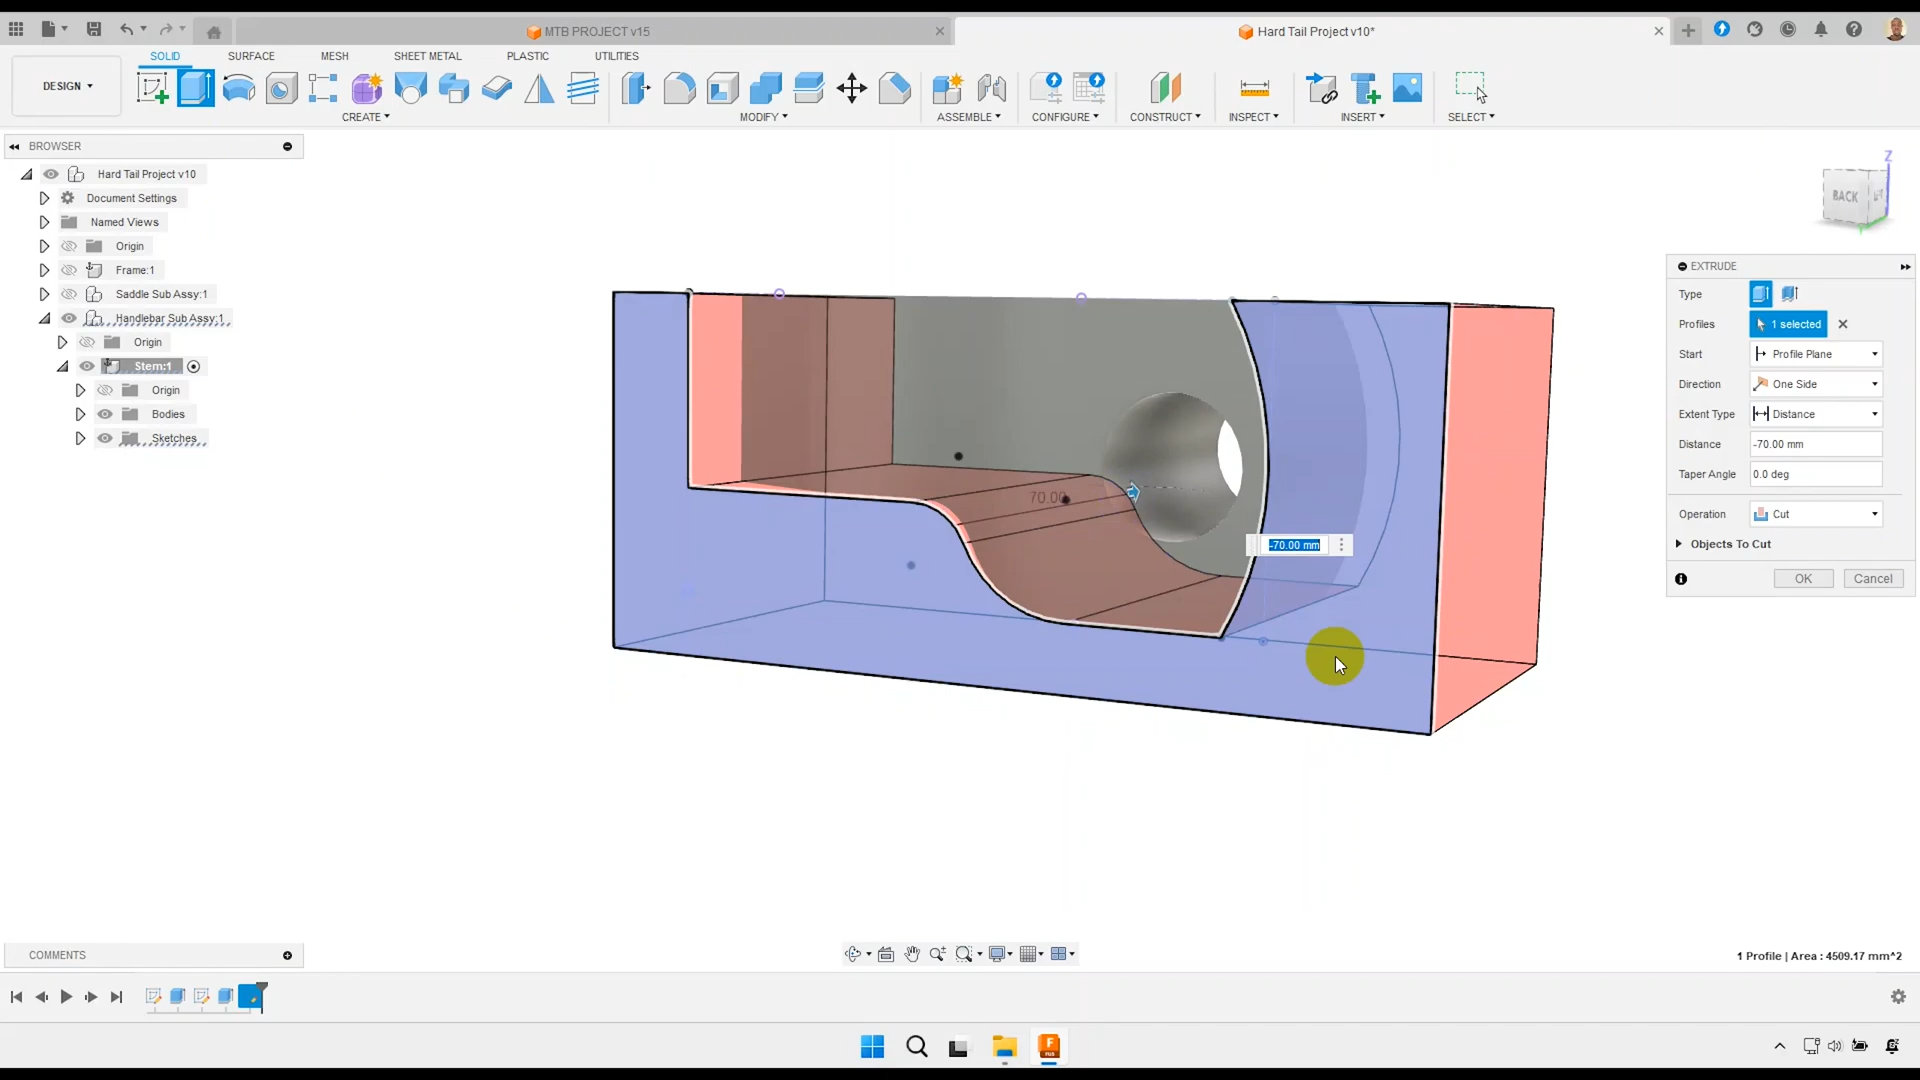 MTB PROJECT v15
Hard Tail Project v10*
DESIGN
SOLID
SURFACE
MESH
SHEET METAL
PLASTIC
UTILITIES
CREATE
MODIFY
ASSEMBLE
CONFIGURE
CONSTRUCT
INSPECT
INSERT
SELECT
BROWSER
Hard Tail Project v10
Document Settings
Named Views
Origin
Frame:1
Saddle Sub Assy:1
Handlebar Sub Assy:1
Origin
Stem:1
Origin
Bodies
Sketches
Z
BACK
70.00
-70.00 mm
EXTRUDE
Type
Profiles
1 selected
Start
Profile Plane
Direction
One Side
Extent Type
Distance
Distance
-70.00 mm
Taper Angle
0.0 deg
Operation
Cut
Objects To Cut
OK
Cancel
COMMENTS
1 Profile | Area : 4509.17 mm^2